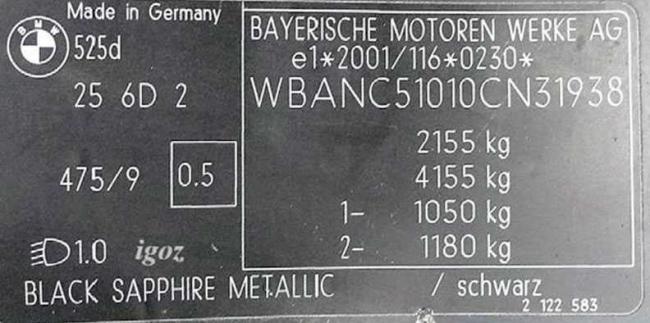 Made in Germany
BMW
525d
25 6D 2
475/9 0.5
1.0 igoz
BAYERISCHE MOTOREN WERKE AG
e1*2001/116*0230*
WBANC51010CN31938
2155 kg
4155 kg
1- 1050 kg
2- 1180 kg
BLACK SAPPHIRE METALLIC / schwarz
2 122 583